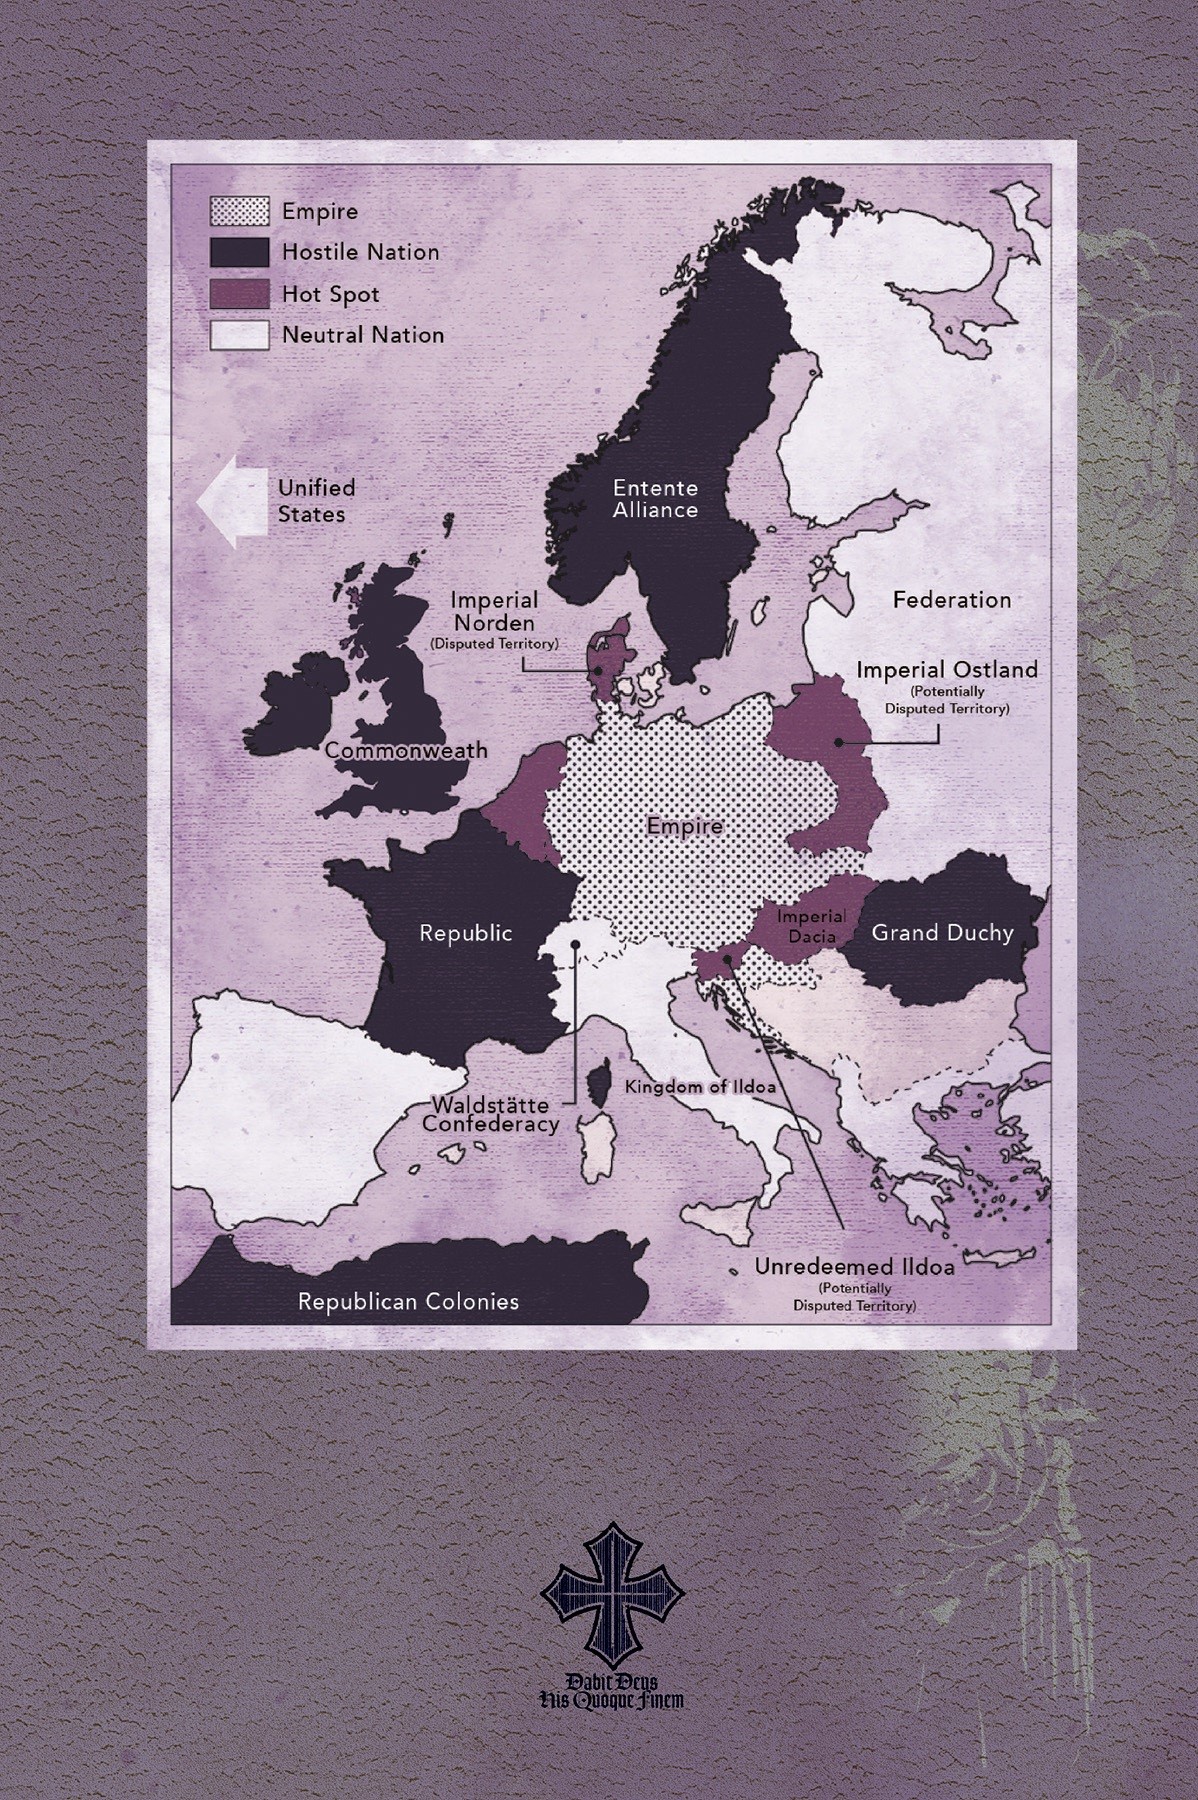 Empire
Hostile Nation
Hot Spot
Neutral Nation
Unified
States
Entente
Alliance
Imperial
Norden
(Disputed Territory)
Federation
Imperial Ostland
(Potentially
Disputed Territory)
Commonweath
Empire
Imperial
Dacia
Republic
Grand Duchy
Kingdom of Ildoa
Waldstätte
Confederacy
Unredeemed Ildoa
(Potentially
Disputed Territory)
Republican Colonies
Dabit Deus
His Quoque Finem